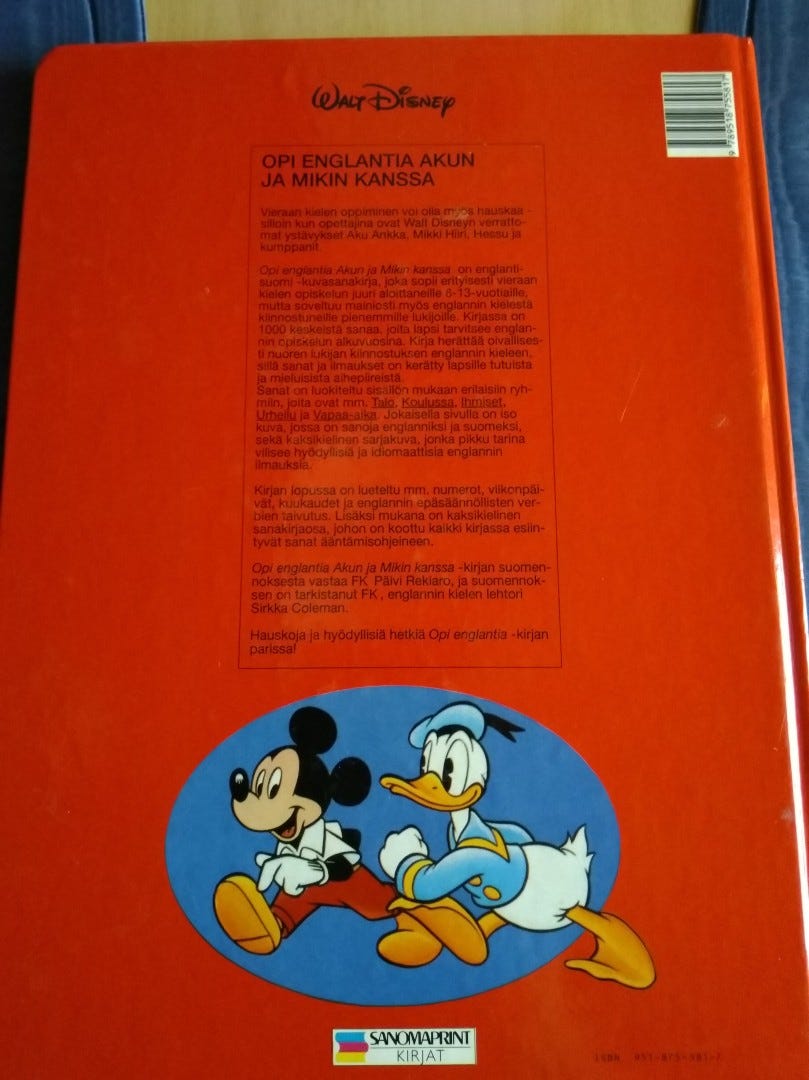 WALT DISNEY
9 789518 755817
OPI ENGLANTIA AKUN
JA MIKIN KANSSA
Vieraan kielen oppiminen voi olla myös hauskaa -
silloin kun opettajina ovat Walt Disneyn verratto-
mat ystävykset Aku Ankka, Mikki Hiiri, Hessu ja
kumppanit.
Opi englantia Akun ja Mikin kanssa on englanti-
suomi -kuvasanakirja, joka sopii erityisesti vieraan
kielen opiskelun juuri aloittaneille 8-13-vuotiaille,
mutta soveltuu mainiosti myös englannin kielestä
kiinnostuneille pienemmille lukijoille. Kirjassa on
1000 keskeistä sanaa, joita lapsi tarvitsee englan-
nin opiskelun alkuvuosina. Kirja herättää oivallises-
ti nuoren lukijan kiinnostuksen englannin kieleen,
sillä sanat ja ilmaukset on kerätty lapsille tutuista
ja mieluisista aihepiireistä.
Sanat on luokiteltu sisällön mukaan erilaisiin ryh-
miin, joita ovat mm. Talo, Koulussa, Ihmiset,
Urheilu ja Vapaa-aika. Jokaisella sivulla on iso
kuva, jossa on sanoja englanniksi ja suomeksi,
sekä kaksikielinen sarjakuva, jonka pikku tarina
vilisee hyödyllisiä ja idiomaattisia englannin
ilmauksia.
Kirjan lopussa on lueteltu mm. numerot, viikonpäi-
vät, kuukaudet ja englannin epäsäännöllisten ver-
bien taivutus. Lisäksi mukana on kaksikielinen
sanakirjaosa, johon on koottu kaikki kirjassa esiin-
tyvät sanat ääntämisohjeineen.
Opi englantia Akun ja Mikin kanssa -kirjan suomen-
noksesta vastaa FK Päivi Rekiaro, ja suomennok-
sen on tarkistanut FK, englannin kielen lehtori
Sirkka Coleman.
Hauskoja ja hyödyllisiä hetkiä Opi englantia -kirjan
parissa!
SANOMAPRINT
KIRJAT
ISBN 951-875-581-7